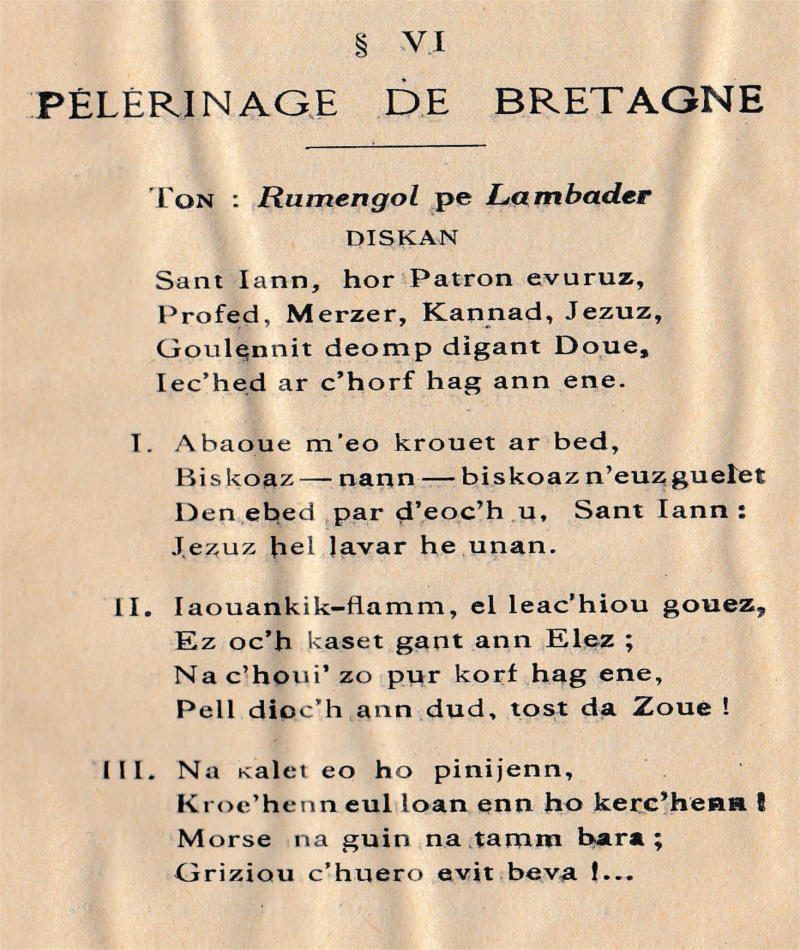 § VI
PÉLÉRINAGE DE BRETAGNE
TON : Rumengol pe Lambader
DISKAN
Sant Iann, hor Patron evuruz,
Profed, Merzer, Kannad, Jezuz,
Goulennit deomp digant Doue,
Iec'hed ar c'horf hag ann ene.
I. Abaoue m'eo krouet ar bed,
Biskoaz — nann — biskoaz n'euz guelet
Den ebed par d'eoc'h u, Sant Iann :
Jezuz hel lavar he unan.
II. Iaouankik-flamm, el leac'hiou gouez,
Ez oc'h kaset gant ann Elez ;
Na c'houi' zo pur korf hag ene,
Pell dioc'h ann dud, tost da Zoue !
III. Na kalet eo ho pinijenn,
Kroc'henn eul loan enn ho kerc'henn !
Morse na guin na tamm bara ;
Griziou c'huero evit beva !...